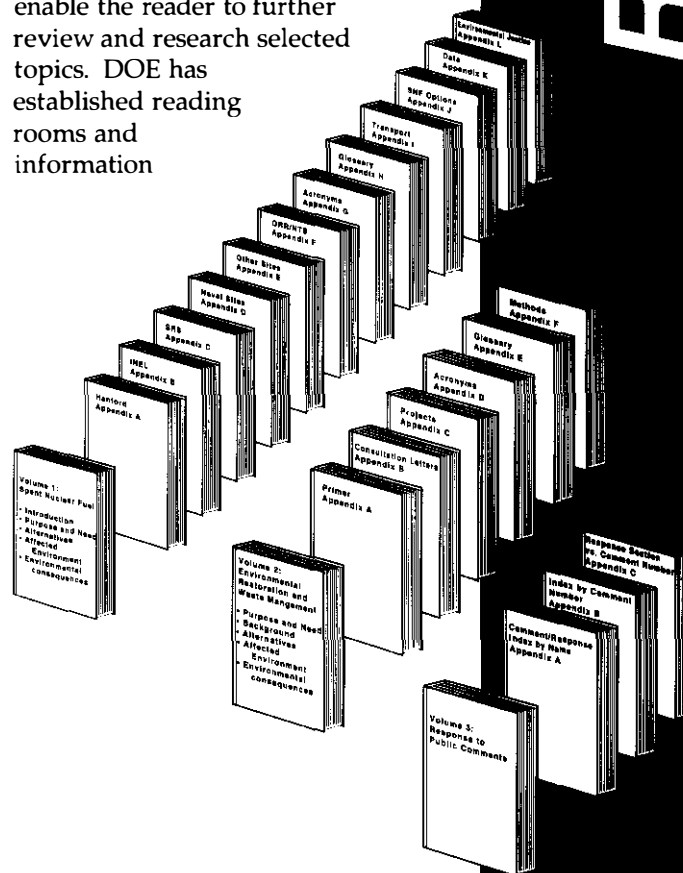 enable the reader to further
review and research selected
topics. DOE has
established reading
rooms and
information
Environmental Justice
Appendix L
Data
Appendix K
SNF Options
Appendix J
Transport
Appendix I
Glossary
Appendix H
Acronyms
Appendix G
ORR/NTS
Appendix F
Other Sites
Appendix E
Naval Sites
Appendix D
SRS
Appendix C
INEL
Appendix B
Hanford
Appendix A
Volume 1:
Spent Nuclear Fuel
• Introduction
• Purpose and Need
• Alternatives
• Affected
Environment
• Environmental
consequences
Methods
Appendix F
Glossary
Appendix E
Acronyms
Appendix D
Projects
Appendix C
Consultation Letters
Appendix B
Primer
Appendix A
Volume 2:
Environmental
Restoration and
Waste Mangement
• Purpose and Need
• Background
• Alternatives
• Affected
Environment
• Environmental
consequences
Response Section
vs. Comment Number
Appendix C
Index by Comment
Number
Appendix B
Comment/Response
Index by Name
Appendix A
Volume 3:
Response to
Public Comments